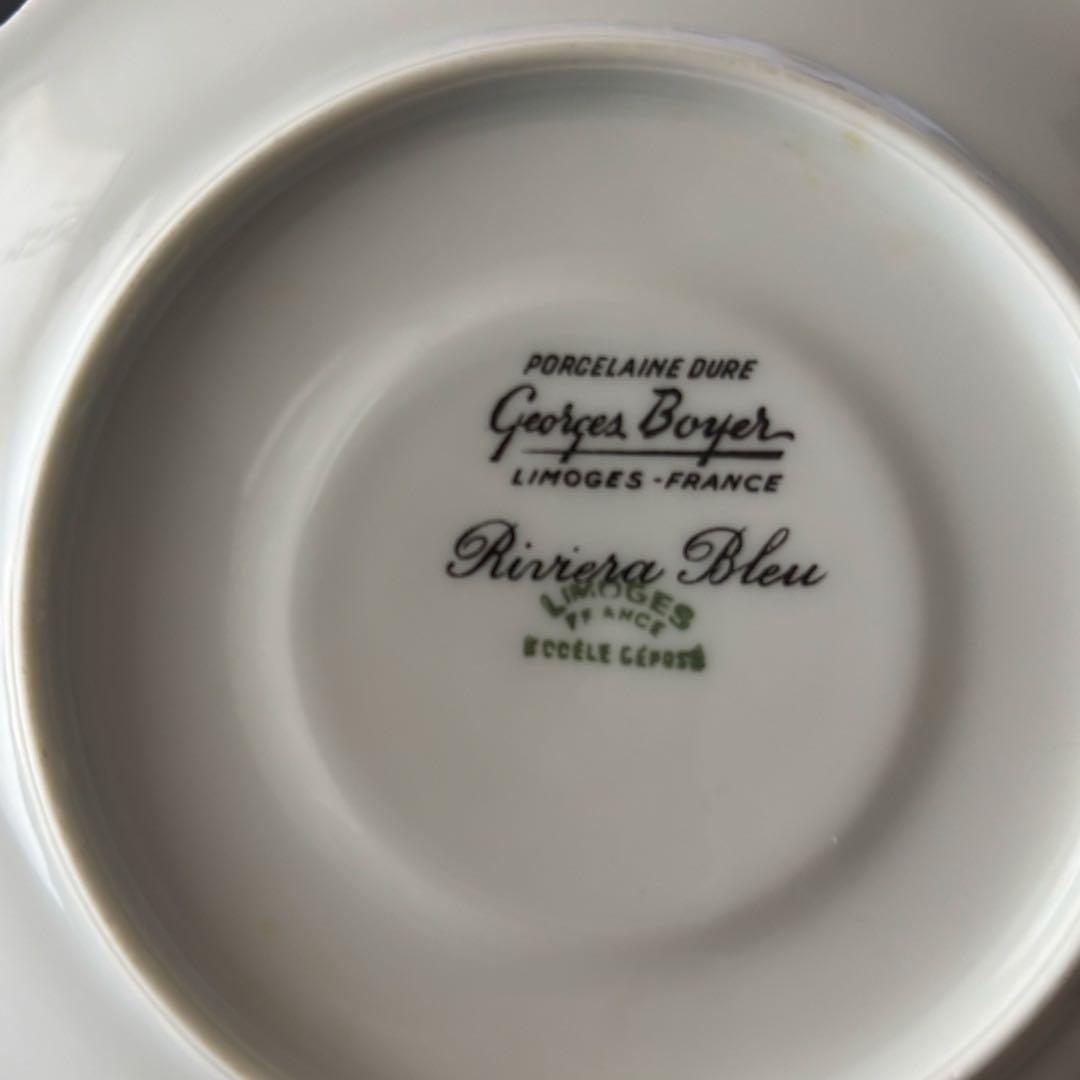 PORCELAINE DURE
Georges Boyer
LIMOGES - FRANCE
Riviera Bleu
LIMOGES
FRANCE
MODÈLE DÉPOSÉ